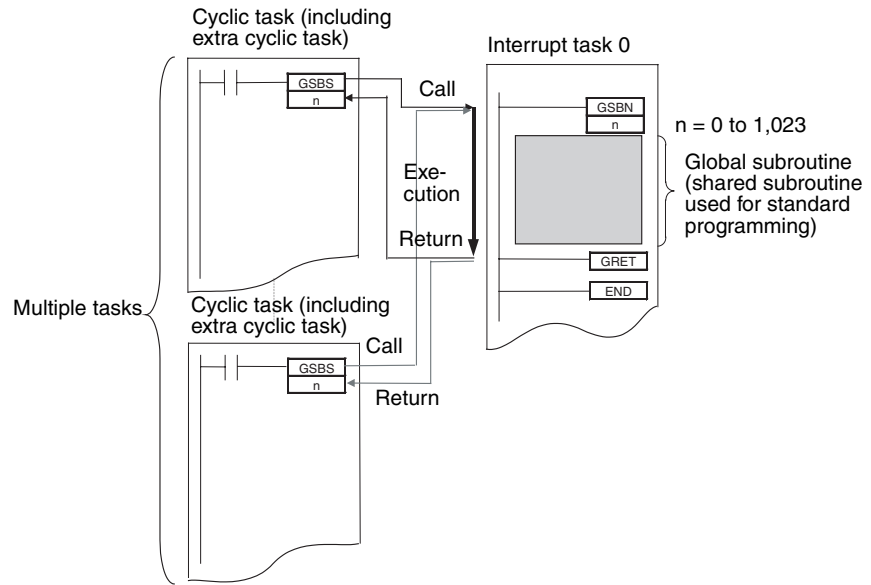 Cyclic task (including
extra cyclic task)
Interrupt task 0
GSBS
n
Call
GSBN
n
n = 0 to 1,023
Exe-
cution
Global subroutine
(shared subroutine
used for standard
programming)
Return
GRET
END
Multiple tasks
Cyclic task (including
extra cyclic task)
Call
GSBS
n
Return